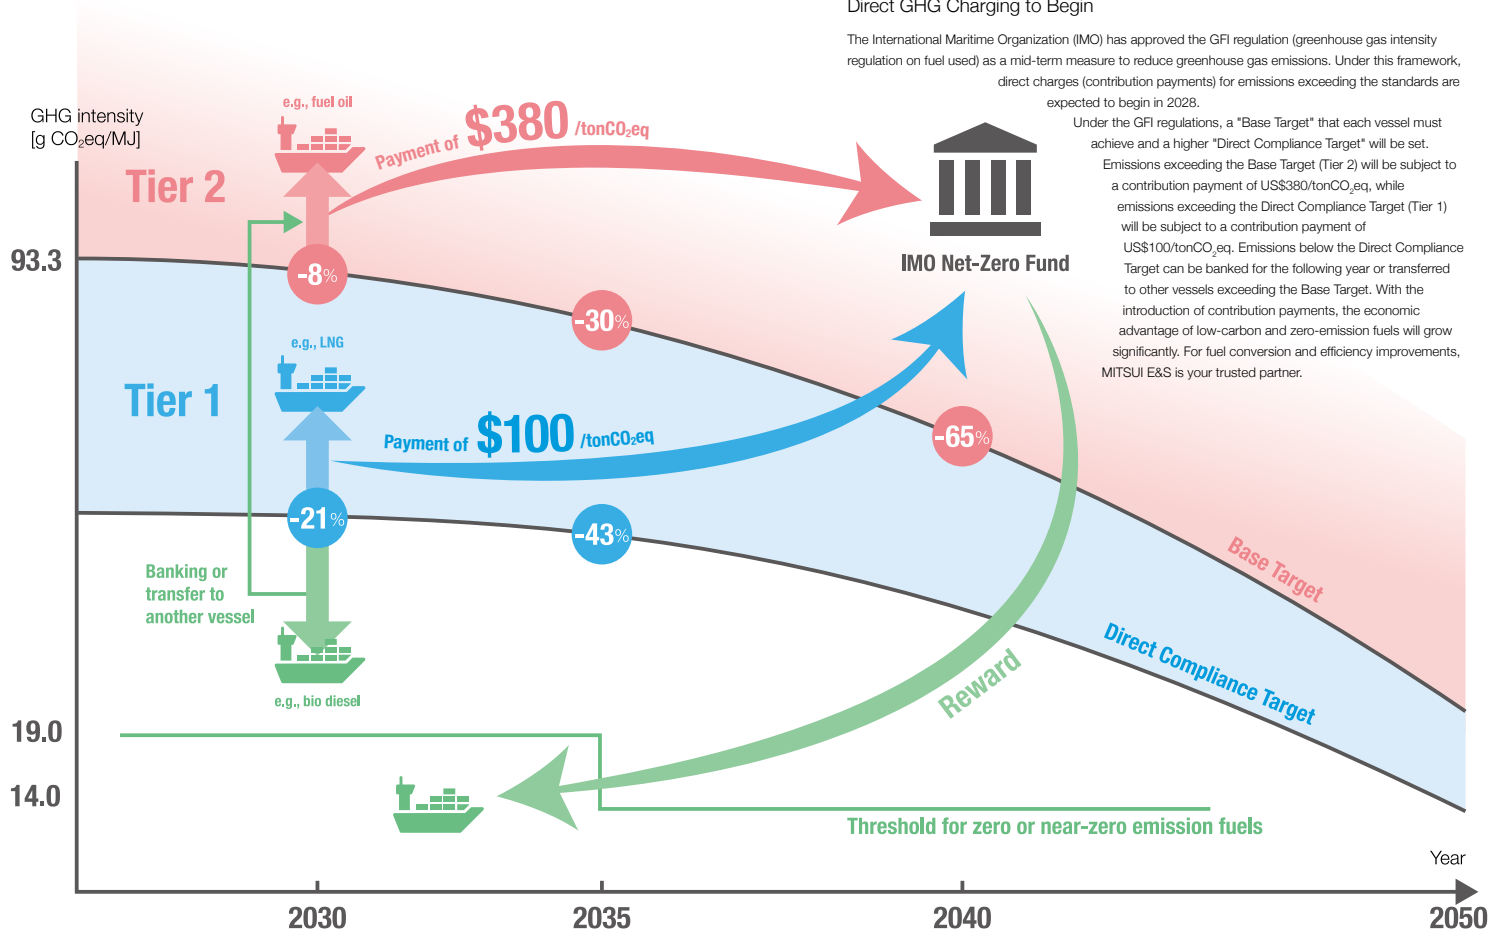 Direct GHG Charging to Begin
The International Maritime Organization (IMO) has approved the GFI regulation (greenhouse gas intensity
regulation on fuel used) as a mid-term measure to reduce greenhouse gas emissions. Under this framework,
direct charges (contribution payments) for emissions exceeding the standards are
expected to begin in 2028.
Under the GFI regulations, a "Base Target" that each vessel must
achieve and a higher "Direct Compliance Target" will be set.
Emissions exceeding the Base Target (Tier 2) will be subject to
a contribution payment of US$380/tonCO₂eq, while
emissions exceeding the Direct Compliance Target (Tier 1)
will be subject to a contribution payment of
US$100/tonCO₂eq. Emissions below the Direct Compliance
Target can be banked for the following year or transferred
to other vessels exceeding the Base Target. With the
introduction of contribution payments, the economic
advantage of low-carbon and zero-emission fuels will grow
significantly. For fuel conversion and efficiency improvements,
MITSUI E&S is your trusted partner.
GHG intensity
[g CO₂eq/MJ]
e.g., fuel oil
Payment of $380 /tonCO₂eq
Tier 2
93.3
-8%
IMO Net-Zero Fund
-30%
e.g., LNG
Tier 1
Payment of $100 /tonCO₂eq
-65%
-21%
-43%
Base Target
Banking or
transfer to
another vessel
Direct Compliance Target
Reward
e.g., bio diesel
19.0
14.0
Threshold for zero or near-zero emission fuels
Year
2030
2035
2040
2050